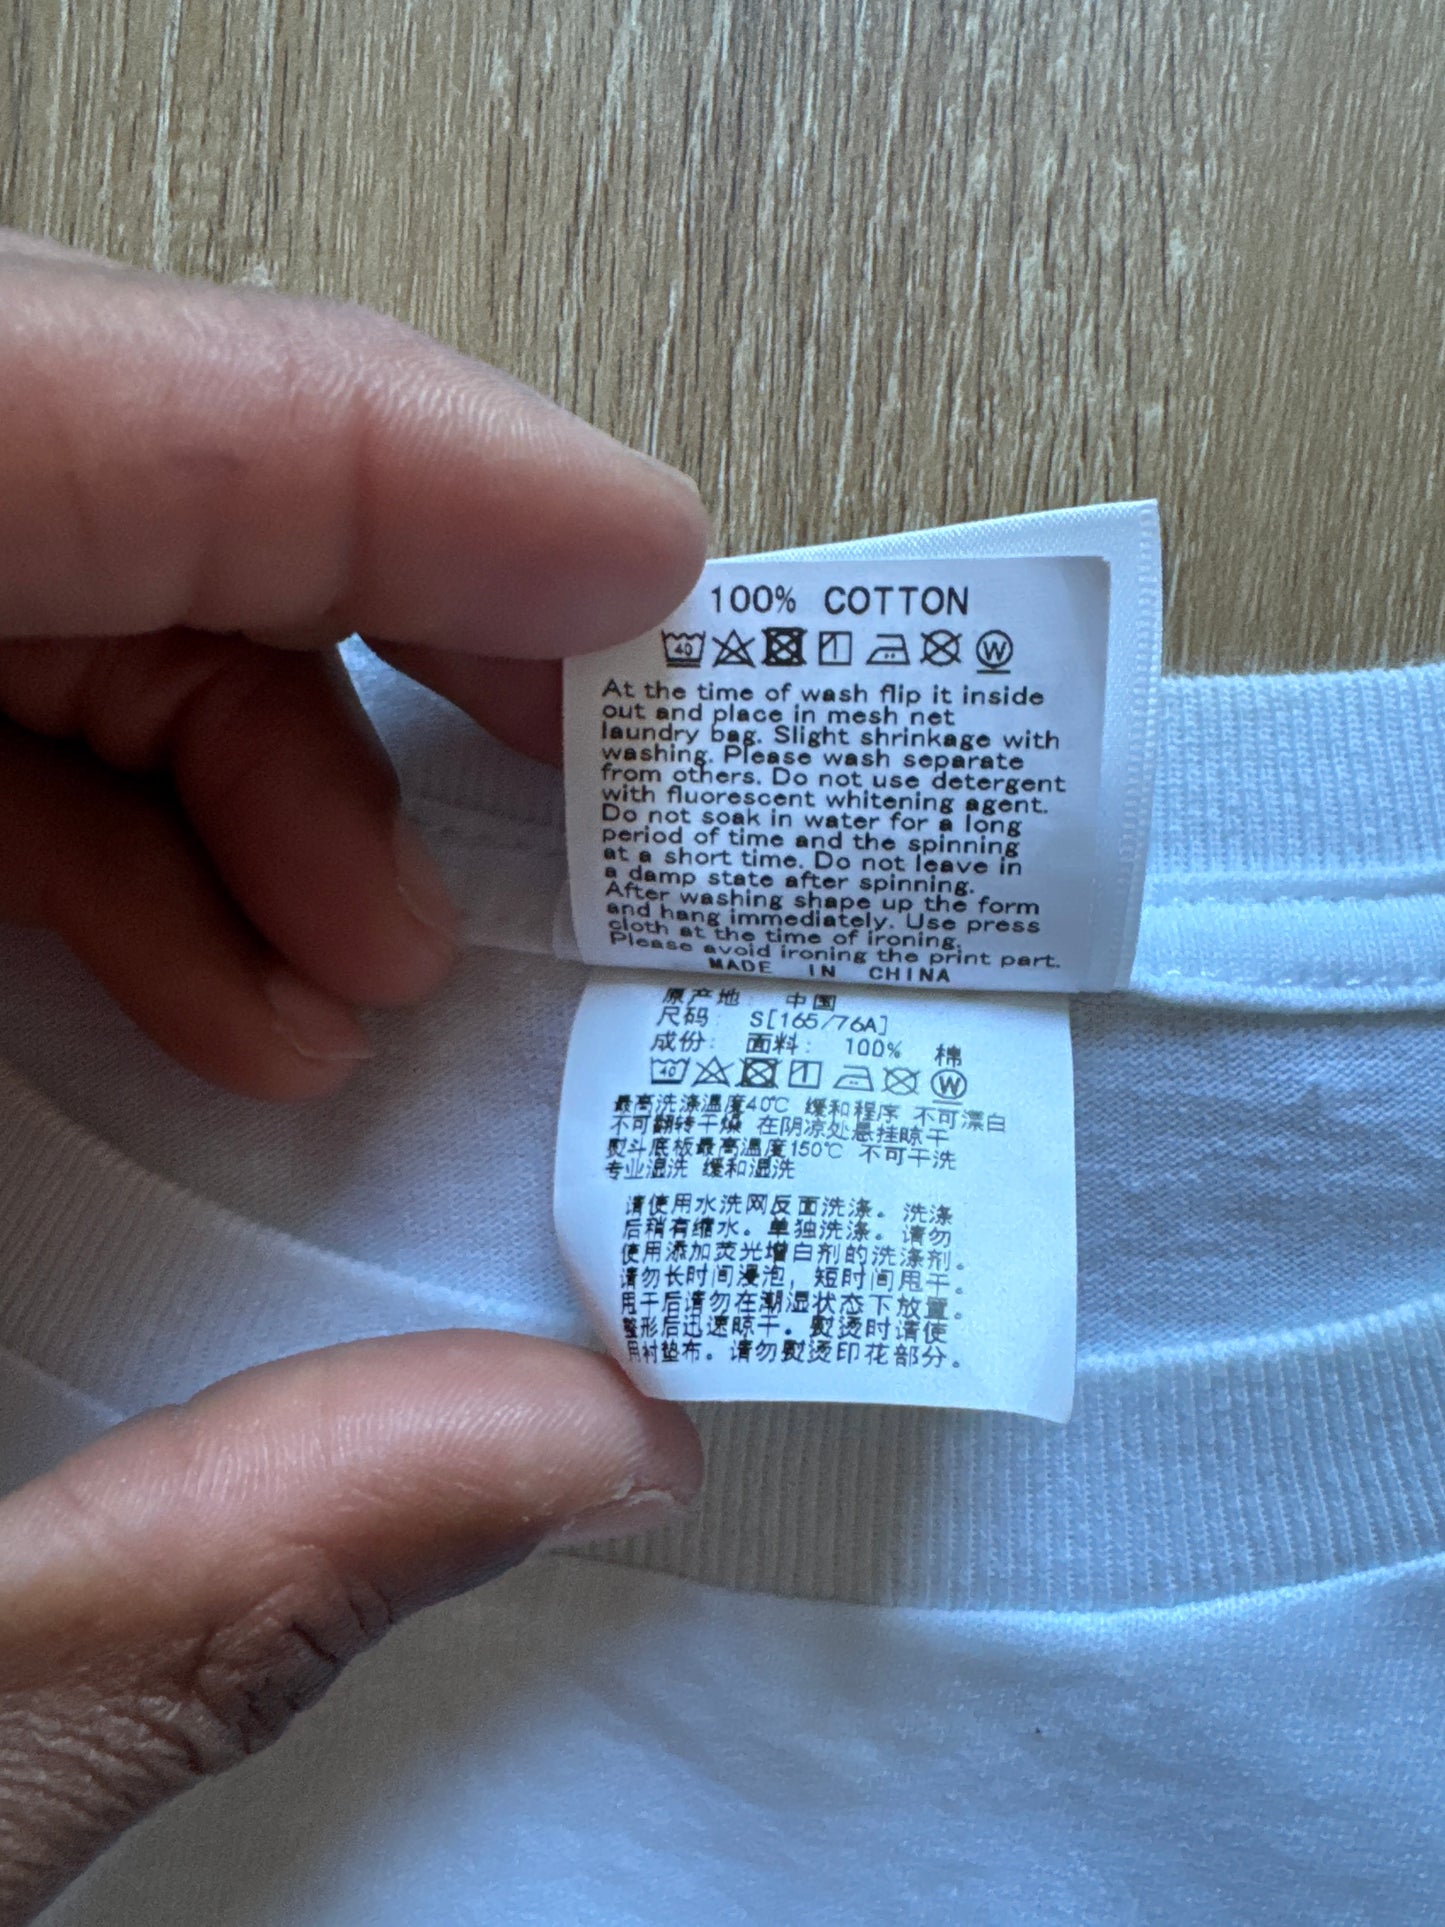 100% COTTON
40
W
At the time of wash flip it inside
out and place in mesh net
laundry bag. Slight shrinkage with
washing. Please wash separate
from others. Do not use detergent
with fluorescent whitening agent.
Do not soak in water for a long
period of time and the spinning
at a short time. Do not leave in
a damp state after spinning.
After washing shape up the form
and hang immediately. Use press
cloth at the time of ironing.
Please avoid ironing the print part.
MADE IN CHINA
原产地: 中国
尺码: S[165/76A]
成份: 面料: 100% 棉
40
W
最高洗涤温度40℃ 缓和程序 不可漂白
不可翻转干燥 在阴凉处悬挂晾干
熨斗底板最高温度150℃ 不可干洗
专业湿洗 缓和湿洗
请使用水洗网反面洗涤。洗涤
后稍有缩水。单独洗涤。请勿
使用添加荧光增白剂的洗涤剂。
请勿长时间浸泡，短时间甩干。
甩干后请勿在潮湿状态下放置。
整形后迅速晾干。熨烫时请使
用衬垫布。请勿熨烫印花部分。